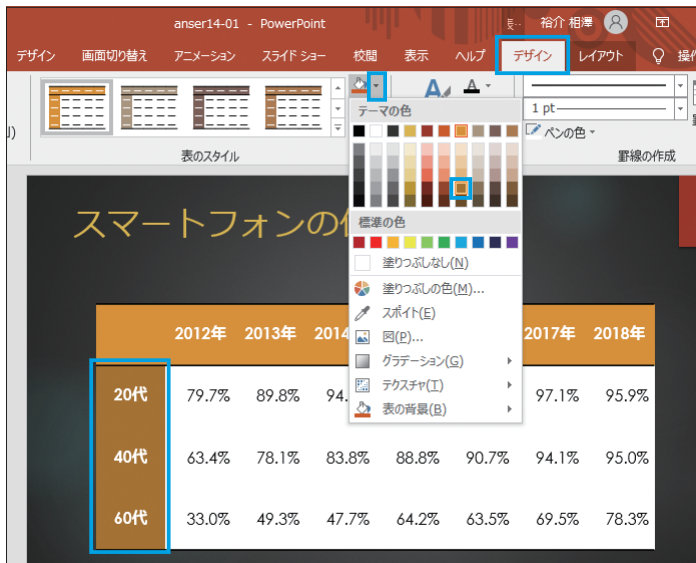 anser14-01 - PowerPoint
裕介 相澤
デザイン 画面切り替え アニメーション スライド ショー 校閲 表示 ヘルプ デザイン レイアウト 操作
表のスタイル
テーマの色
標準の色
塗りつぶしなし(N)
塗りつぶしの色(M)...
スポイト(E)
図(P)...
グラデーション(G)
テクスチャ(T)
表の背景(B)
1 pt
ペンの色
罫線の作成
スマートフォンの
2012年 2013年 2014 2017年 2018年
20代 79.7% 89.8% 94. 97.1% 95.9%
40代 63.4% 78.1% 83.8% 88.8% 90.7% 94.1% 95.0%
60代 33.0% 49.3% 47.7% 64.2% 63.5% 69.5% 78.3%